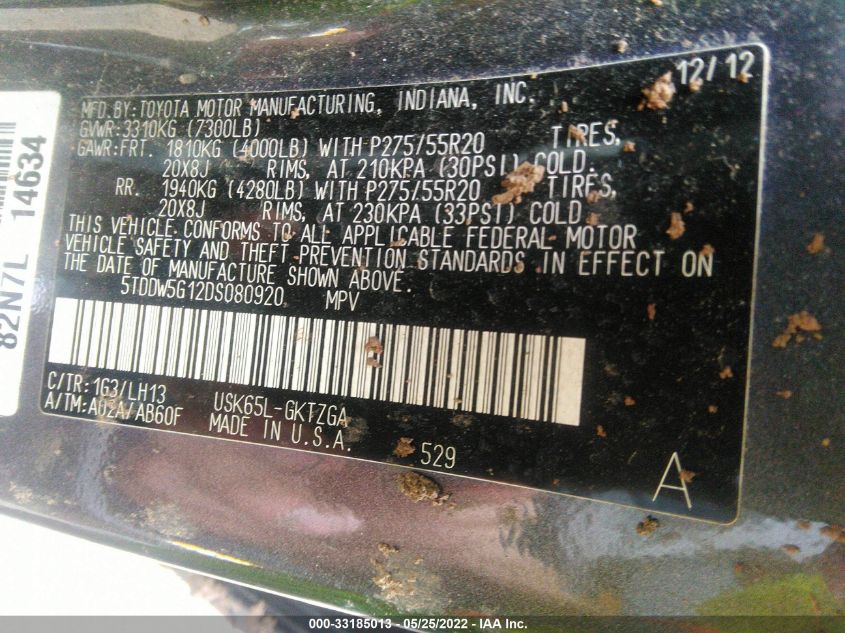 12/12
MFD.BY:TOYOTA MOTOR MANUFACTURING, INDIANA, INC.
GVWR:3310KG (7300LB)
GAWR:FRT. 1810KG (4000LB) WITH P275/55R20 TIRES,
20X8J RIMS, AT 210KPA (30PSI) COLD.
RR. 1940KG (4280LB) WITH P275/55R20 TIRES,
20X8J RIMS, AT 230KPA (33PSI) COLD
THIS VEHICLE CONFORMS TO ALL APPLICABLE FEDERAL MOTOR
VEHICLE SAFETY AND THEFT PREVENTION STANDARDS IN EFFECT ON
THE DATE OF MANUFACTURE SHOWN ABOVE.
5TDDW5G12DS080920 MPV
C/TR:1G3/LH13 USK65L-GKTZGA
A/TM:A02A/AB60F MADE IN U.S.A.
529
A
82N7L 14634
000-33185013 - 05/25/2022 - IAA Inc.